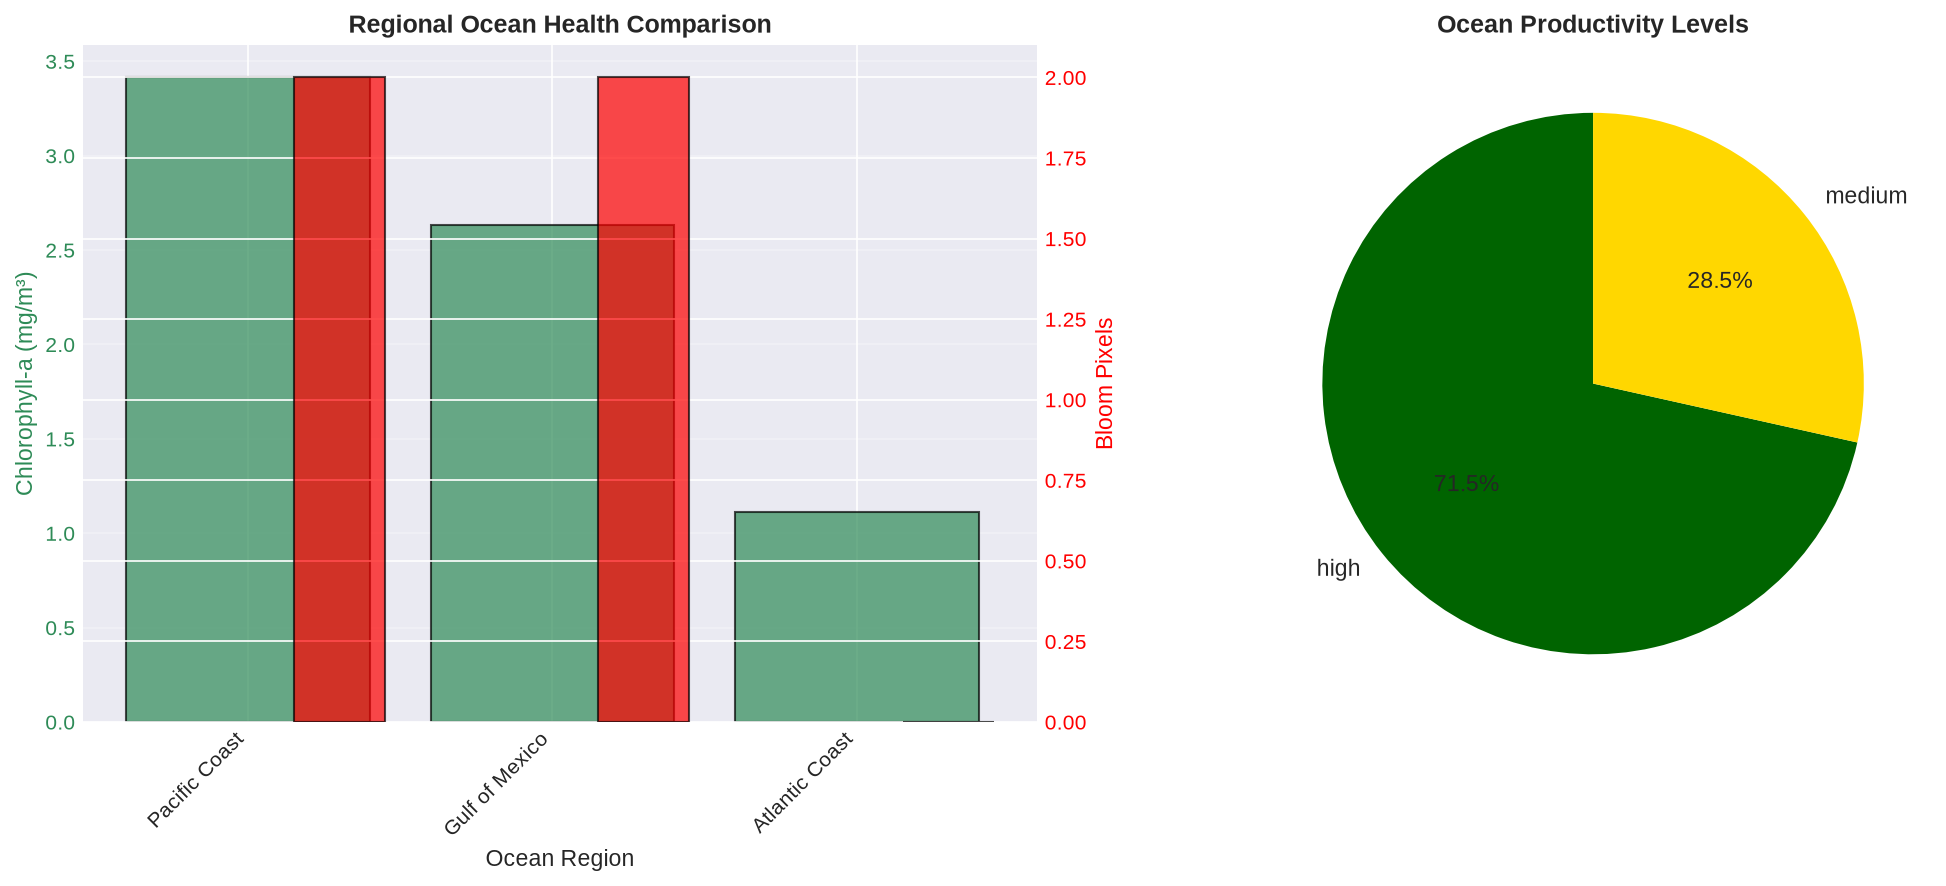 Regional Ocean Health Comparison
3.5
3.0
2.5
2.0
1.5
1.0
0.5
0.0
Chlorophyll-a (mg/m³)
2.00
1.75
1.50
1.25
1.00
0.75
0.50
0.25
0.00
Bloom Pixels
Pacific Coast
Gulf of Mexico
Atlantic Coast
Ocean Region
Ocean Productivity Levels
medium
28.5%
71.5%
high